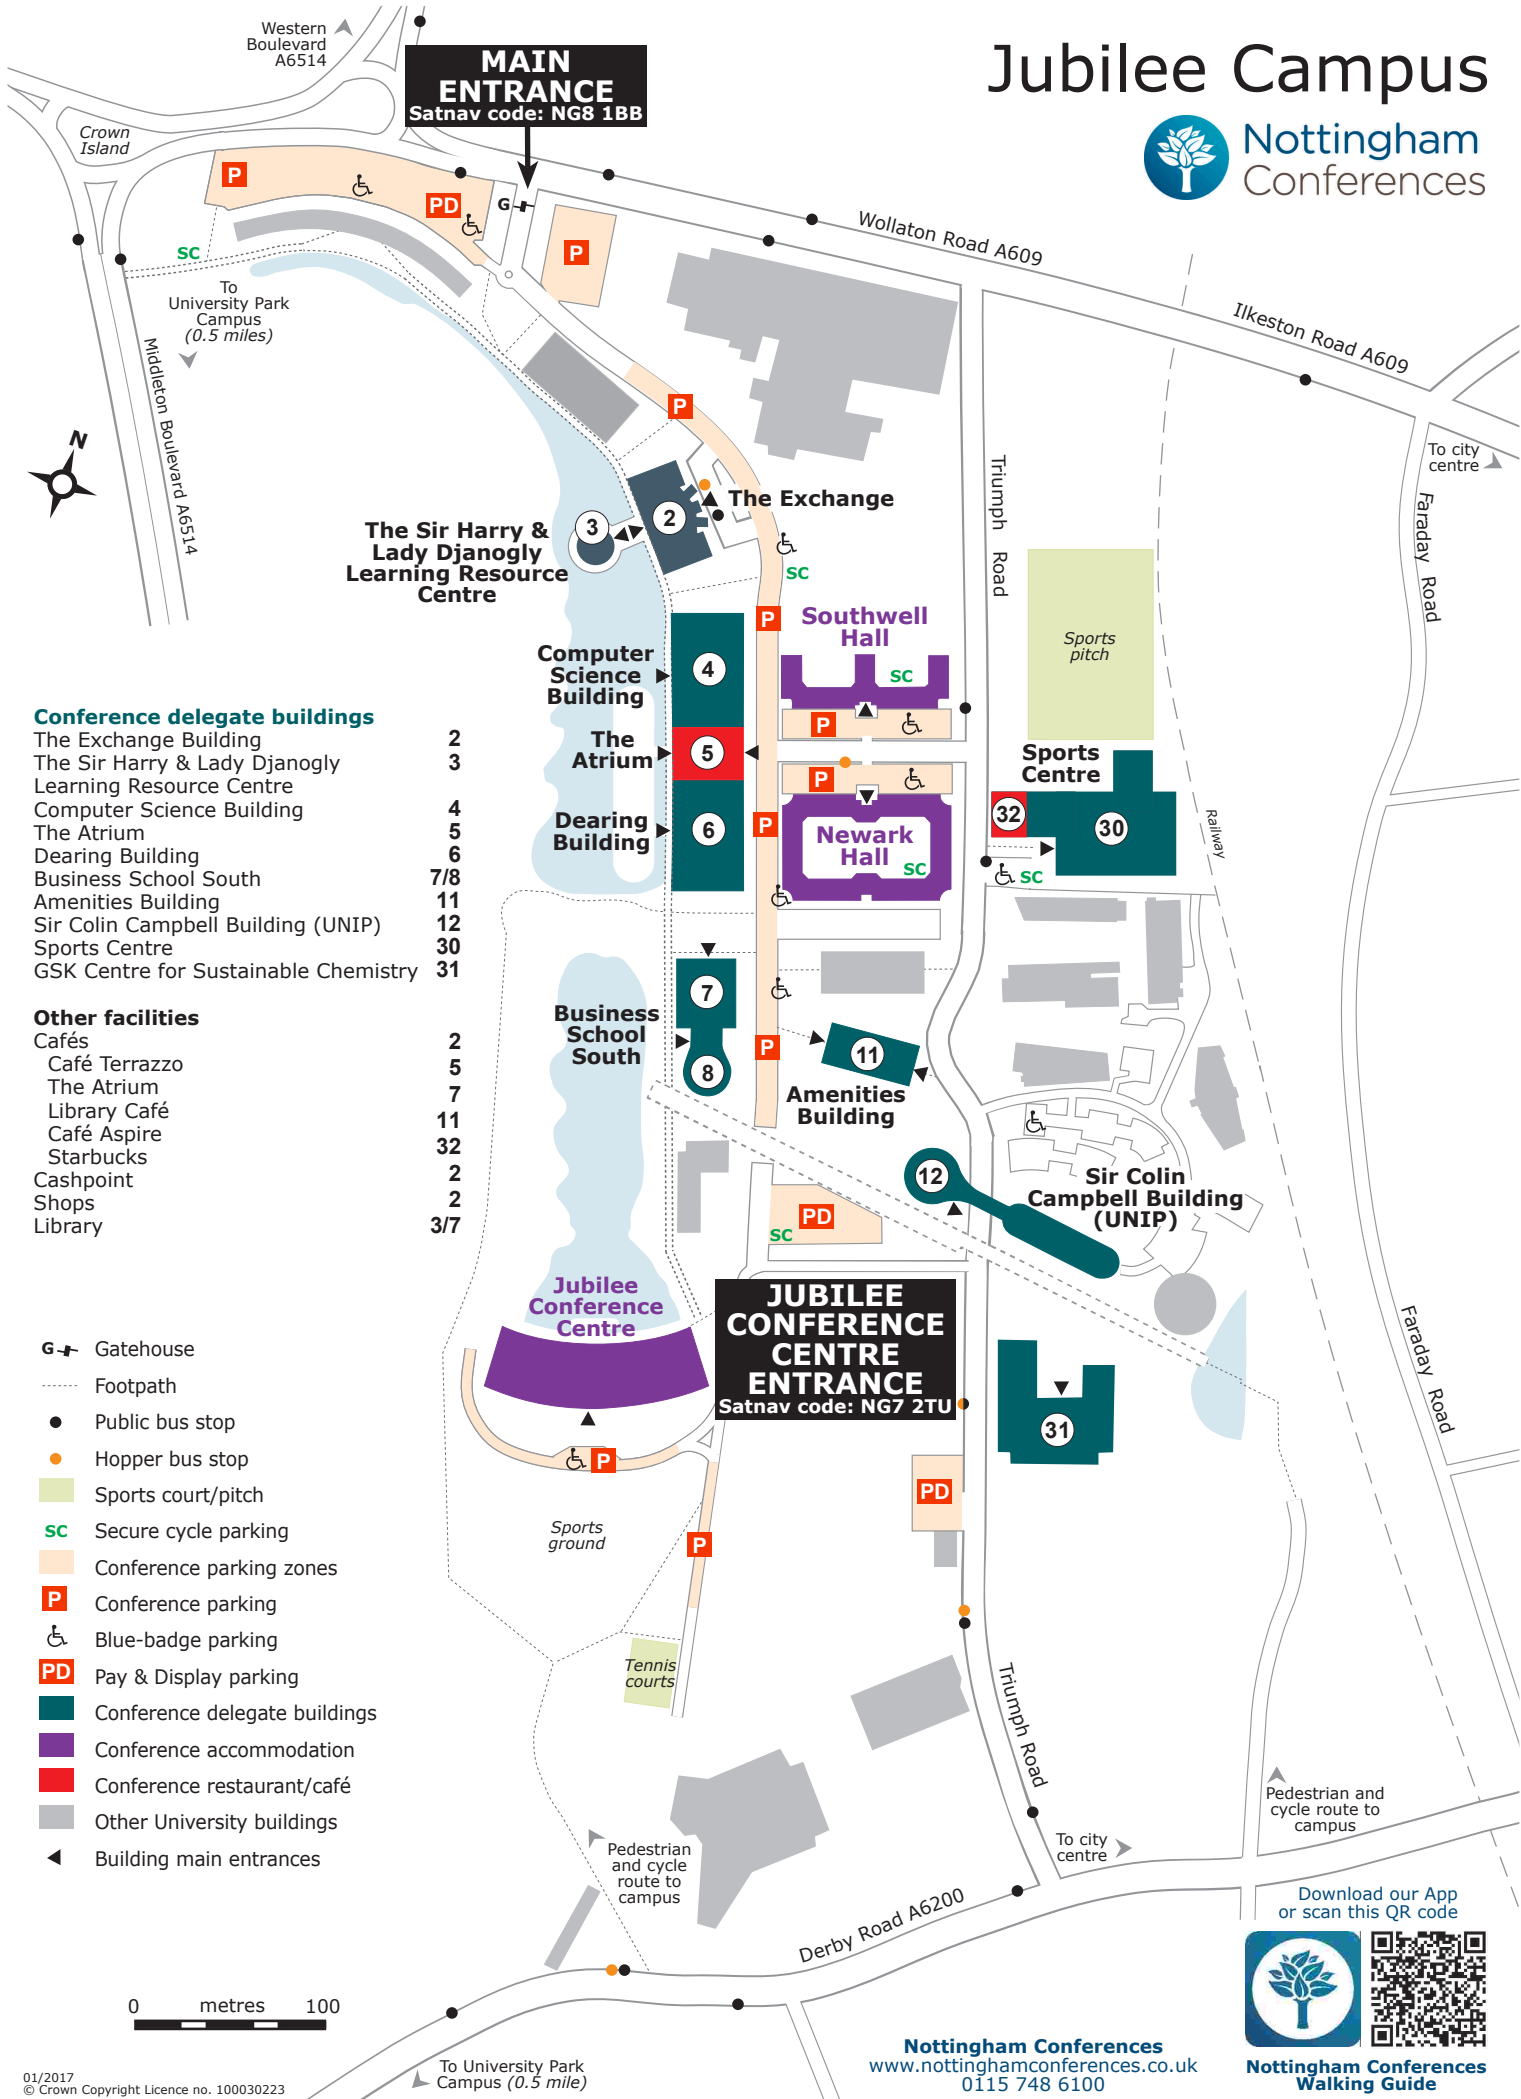 Jubilee Campus
Nottingham
Conferences
Western
Boulevard
A6514
MAIN
ENTRANCE
Satnav code: NG8 1BB
Crown
Island
P
PD
G
P
SC
To
University Park
Campus
(0.5 miles)
Middleton Boulevard A6514
Wollaton Road A609
Ilkeston Road A609
To city
centre
Faraday Road
Triumph Road
N
P
The Exchange
2
3
The Sir Harry &
Lady Djanogly
Learning Resource
Centre
SC
P
Southwell
Hall
SC
Sports
pitch
Computer
Science
Building
4
P
The
Atrium
5
P
Sports
Centre
32
30
Railway
Dearing
Building
6
P
Newark
Hall
SC
SC
Conference delegate buildings
The Exchange Building 2
The Sir Harry & Lady Djanogly 3
Learning Resource Centre
Computer Science Building 4
The Atrium 5
Dearing Building 6
Business School South 7/8
Amenities Building 11
Sir Colin Campbell Building (UNIP) 12
Sports Centre 30
GSK Centre for Sustainable Chemistry 31
Other facilities
Cafés 2
Café Terrazzo 5
The Atrium 7
Library Café 11
Café Aspire 32
Starbucks
Cashpoint 2
Shops 2
Library 3/7
7
Business
School
South
8
P
11
Amenities
Building
12
Sir Colin
Campbell Building
(UNIP)
PD
SC
Jubilee
Conference
Centre
JUBILEE
CONFERENCE
CENTRE
ENTRANCE
Satnav code: NG7 2TU
31
Faraday Road
P
PD
P
Sports
ground
Tennis
courts
G Gatehouse
Footpath
Public bus stop
Hopper bus stop
Sports court/pitch
SC Secure cycle parking
Conference parking zones
P Conference parking
Blue-badge parking
PD Pay & Display parking
Conference delegate buildings
Conference accommodation
Conference restaurant/café
Other University buildings
Building main entrances
Triumph Road
Pedestrian and
cycle route to
campus
To city
centre
Pedestrian
and cycle
route to
campus
Derby Road A6200
Download our App
or scan this QR code
0 metres 100
To University Park
Campus (0.5 mile)
Nottingham Conferences
www.nottinghamconferences.co.uk
0115 748 6100
Nottingham Conferences
Walking Guide
01/2017
© Crown Copyright Licence no. 100030223